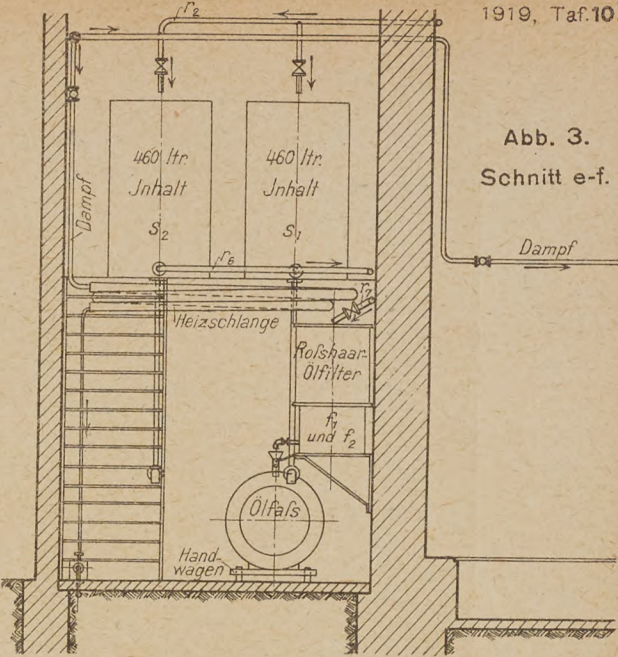 1919, Taf.10
r₂
Abb. 3.
Schnitt e-f.
460 ltr.
Jnhalt
s₂
460 ltr.
Jnhalt
s₁
Dampf
Dampf
r₆
r₇
Heizschlange
Roſshaar-
Ölfilter
f₁
und f₂
Ölfaſs
Hand-
wagen